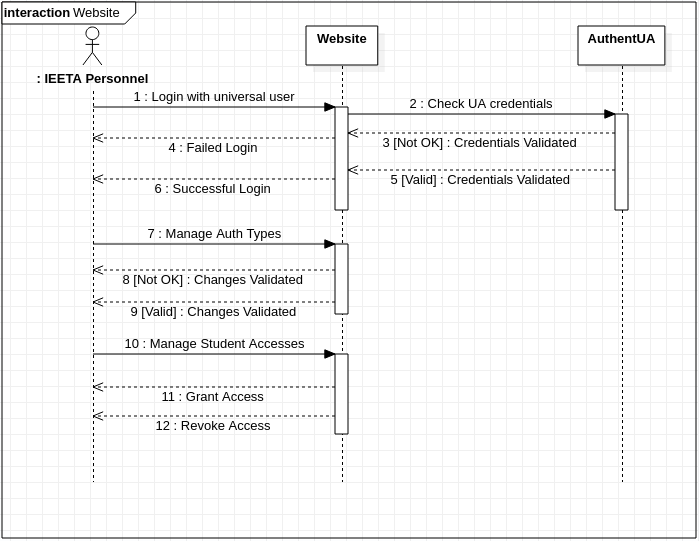 interaction Website
Website
AuthentUA
: IEETA Personnel
1 : Login with universal user
2 : Check UA credentials
3 [Not OK] : Credentials Validated
4 : Failed Login
5 [Valid] : Credentials Validated
6 : Successful Login
7 : Manage Auth Types
8 [Not OK] : Changes Validated
9 [Valid] : Changes Validated
10 : Manage Student Accesses
11 : Grant Access
12 : Revoke Access